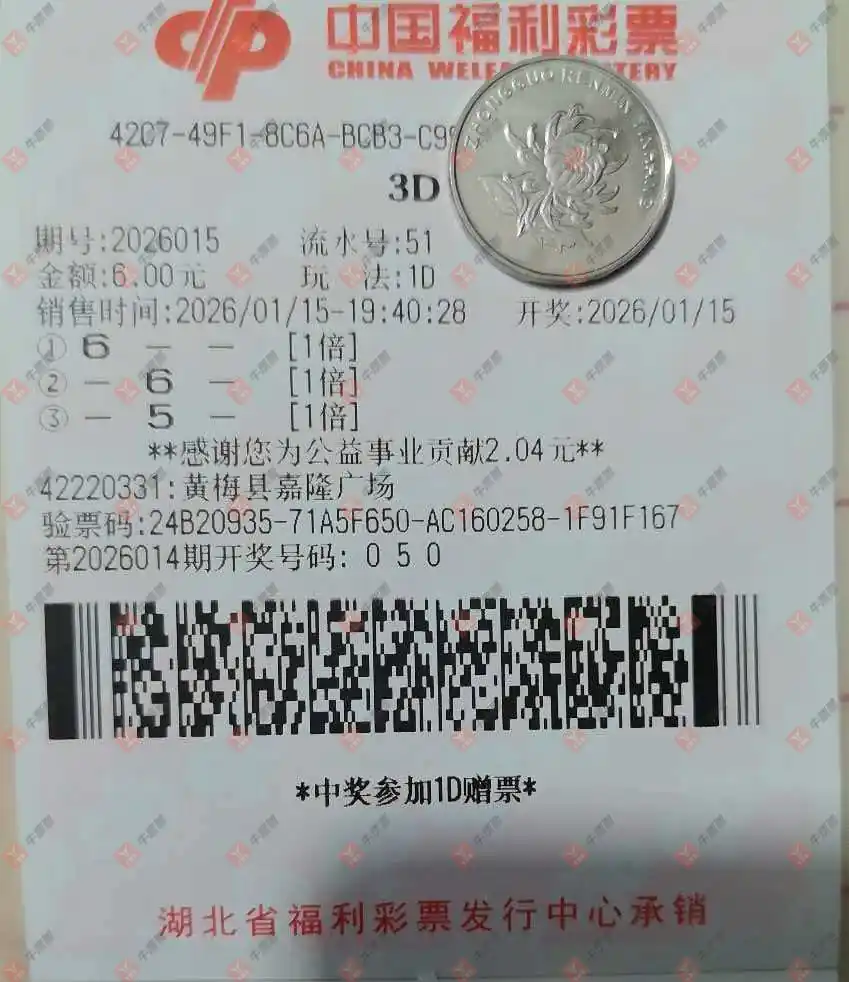 中国福利彩票
CHINA WELFA TERY
4207-49F1-8C6A-BCB3-C9
3D
期号:2026015 流水号:51
金额:6.00元 玩 法:1D
销售时间:2026/01/15-19:40:28 开奖:2026/01/15
① 6 - - [1倍]
② - 6 - [1倍]
③ - 5 - [1倍]
**感谢您为公益事业贡献2.04元**
42220331:黄梅县嘉隆广场
验票码:24B20935-71A5F650-AC160258-1F91F167
第2026014期开奖号码: 0 5 0
*中奖参加1D赠票*
湖北省福利彩票发行中心承销
ZHONGGUO RENMIN